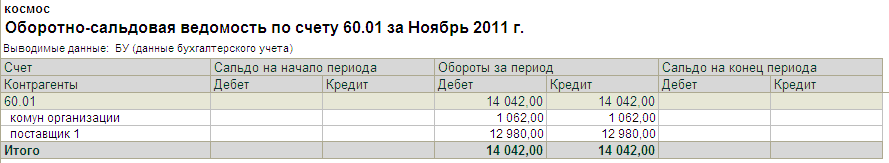 космос
Оборотно-сальдовая ведомость по счету 60.01 за Ноябрь 2011 г.
Выводимые данные: БУ (данные бухгалтерского учета)
Счет Сальдо на начало периода Обороты за период Сальдо на конец периода
Контрагенты Дебет Кредит Дебет Кредит Дебет Кредит
60.01 14 042,00 14 042,00
комун организации 1 062,00 1 062,00
поставщик 1 12 980,00 12 980,00
Итого 14 042,00 14 042,00